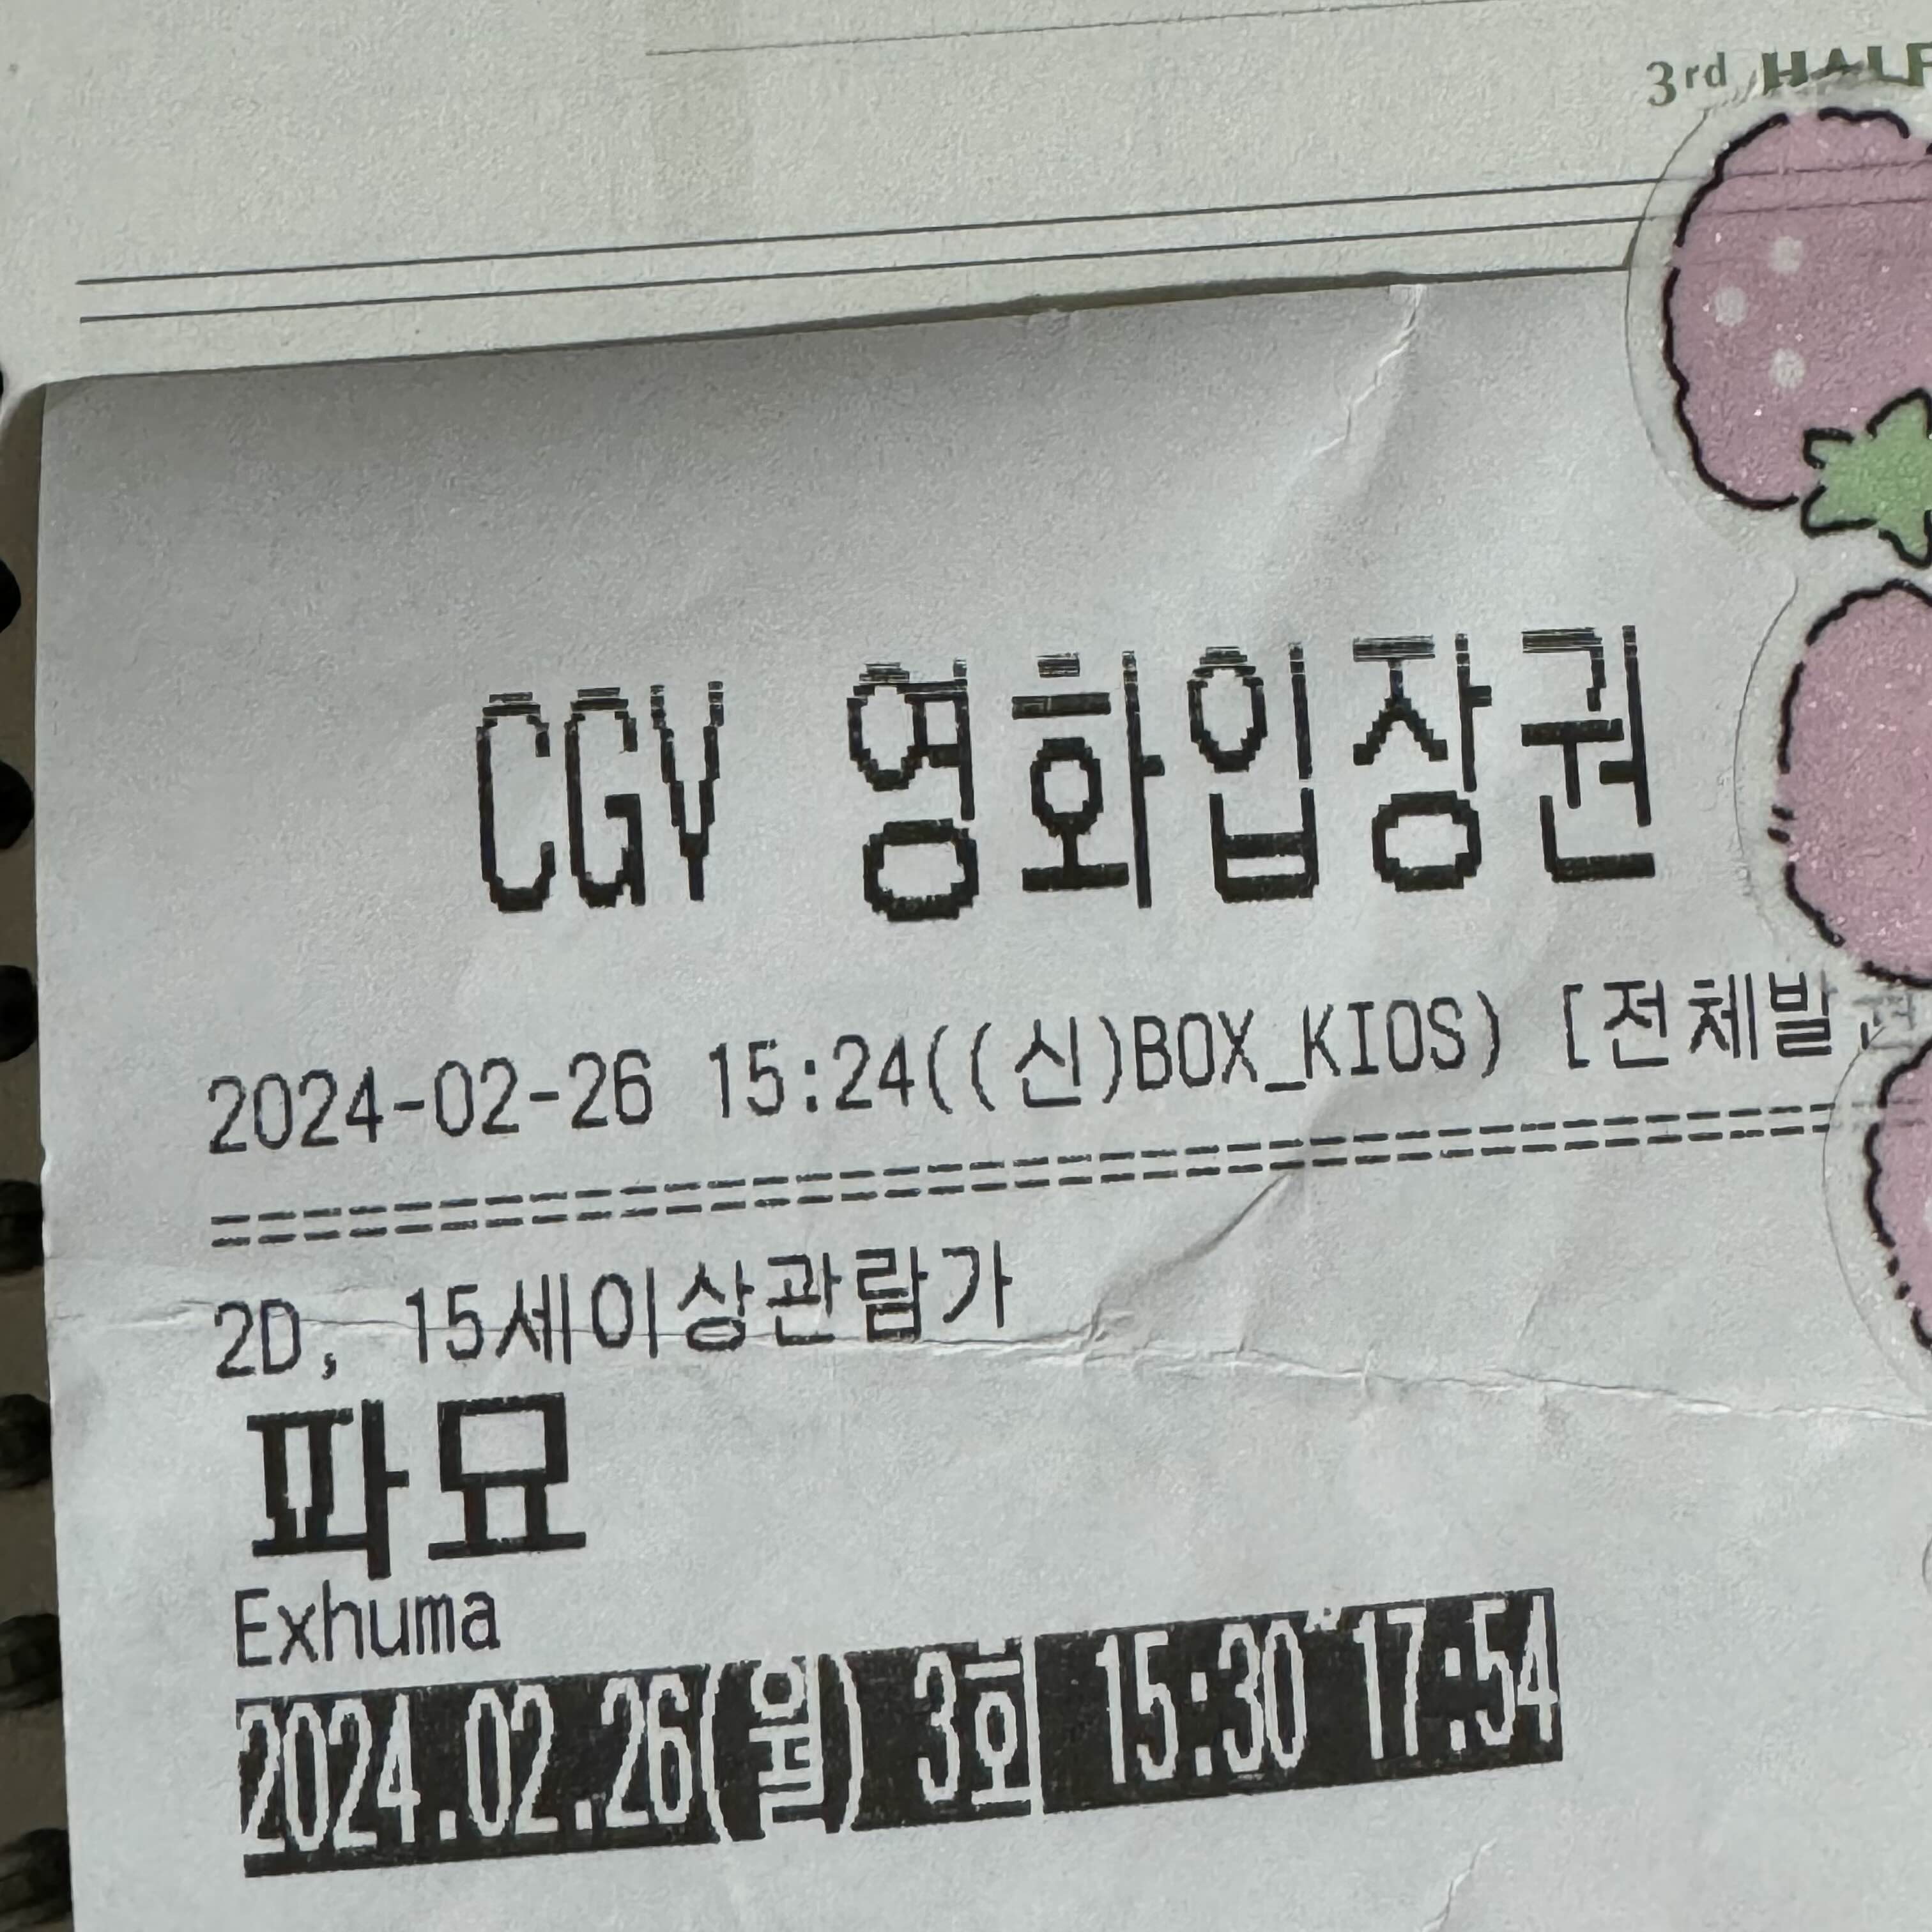 3rd HALF
CGV 영화입장권
2024-02-26 15:24((신)BOX_KIOS) [전체발
2D, 15세이상관람가
파묘
Exhuma
2024.02.26(월) 3회 15:30~17:54